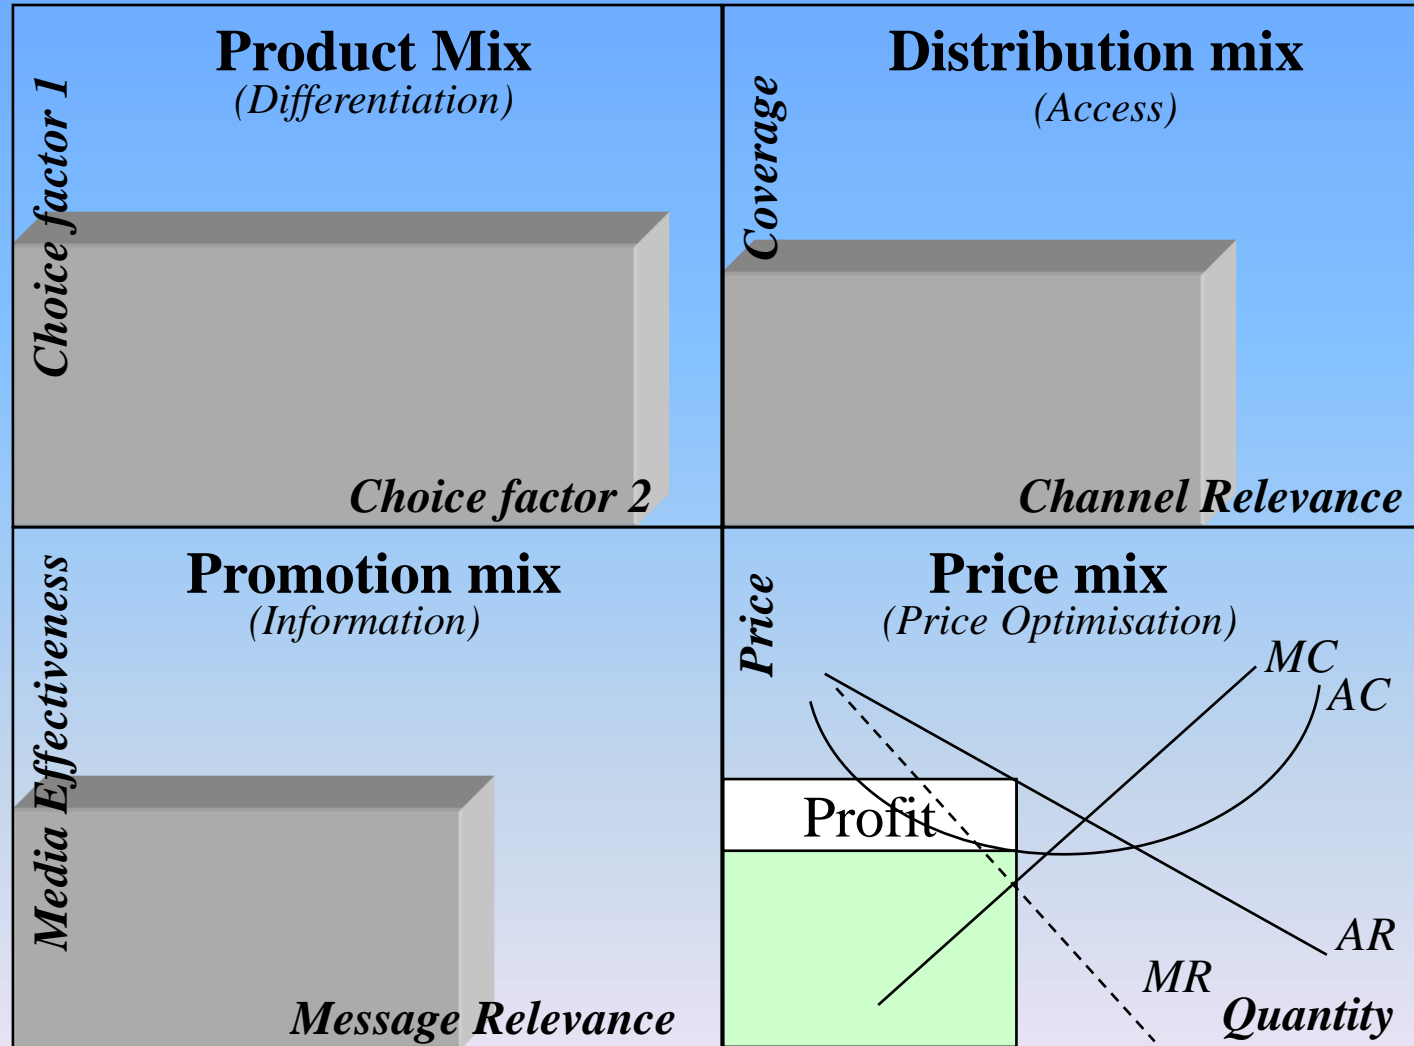 Product Mix
(Differentiation)
Choice factor 1
Choice factor 2
Distribution mix
(Access)
Coverage
Channel Relevance
Promotion mix
(Information)
Media Effectiveness
Message Relevance
Price mix
(Price Optimisation)
Price
MC
AC
Profit
AR
MR
Quantity